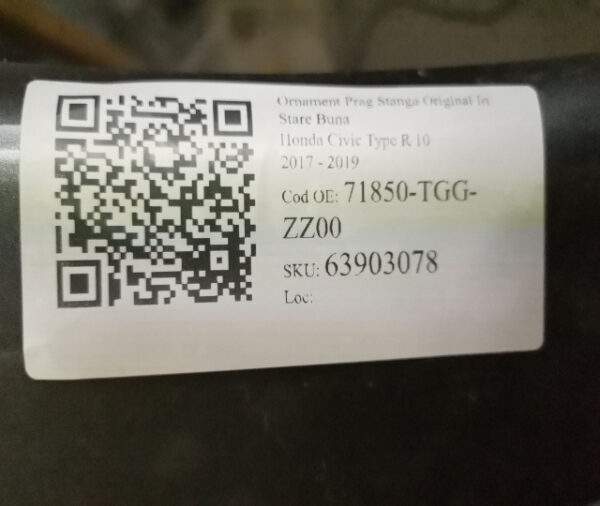 Ornament Prag Stanga Original In
Stare Buna
Honda Civic Type R 10
2017 - 2019
Cod OE: 71850-TGG-
ZZ00
SKU: 63903078
Loc: